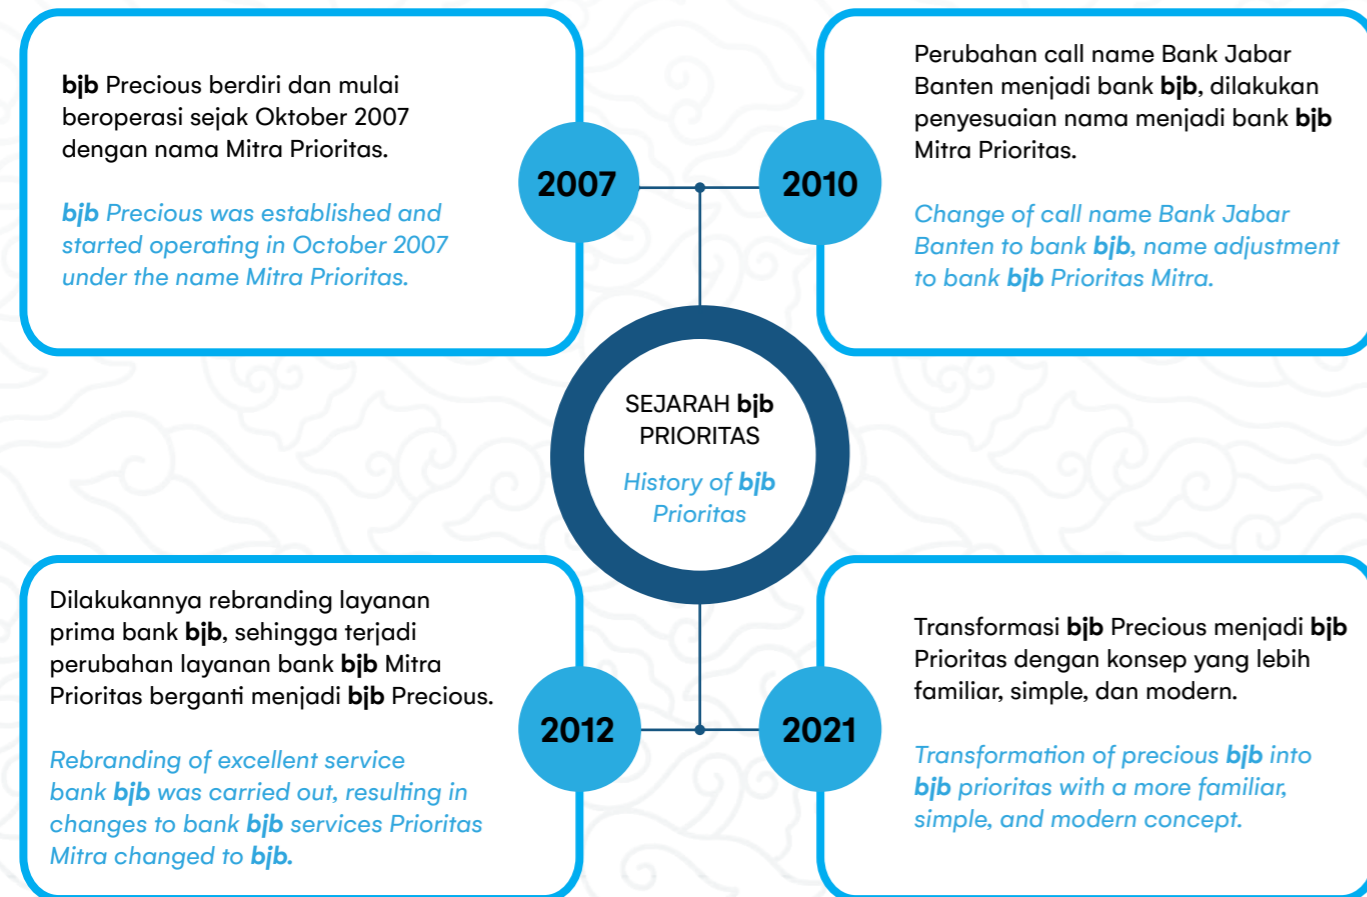 bjb Precious berdiri dan mulai
beroperasi sejak Oktober 2007
dengan nama Mitra Prioritas.
bjb Precious was established and
started operating in October 2007
under the name Mitra Prioritas.
2007
2010
Perubahan call name Bank Jabar
Banten menjadi bank bjb, dilakukan
penyesuaian nama menjadi bank bjb
Mitra Prioritas.
Change of call name Bank Jabar
Banten to bank bjb, name adjustment
to bank bjb Prioritas Mitra.
SEJARAH bjb
PRIORITAS
History of bjb
Prioritas
Dilakukannya rebranding layanan
prima bank bjb, sehingga terjadi
perubahan layanan bank bjb Mitra
Prioritas berganti menjadi bjb Precious.
Rebranding of excellent service
bank bjb was carried out, resulting in
changes to bank bjb services Prioritas
Mitra changed to bjb.
2012
2021
Transformasi bjb Precious menjadi bjb
Prioritas dengan konsep yang lebih
familiar, simple, dan modern.
Transformation of precious bjb into
bjb prioritas with a more familiar,
simple, and modern concept.